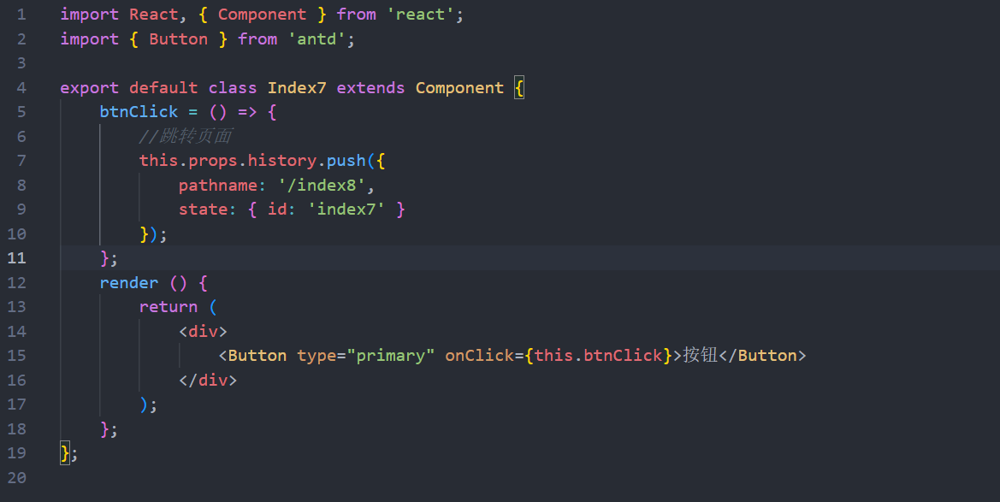 1 import React, { Component } from 'react';
2 import { Button } from 'antd';
3
4 export default class Index7 extends Component {
5     btnClick = () => {
6         //跳转页面
7         this.props.history.push({
8             pathname: '/index8',
9             state: { id: 'index7' }
10         });
11     };
12     render () {
13         return (
14             <div>
15                 <Button type="primary" onClick={this.btnClick}>按钮</Button>
16             </div>
17         );
18     };
19 };
20